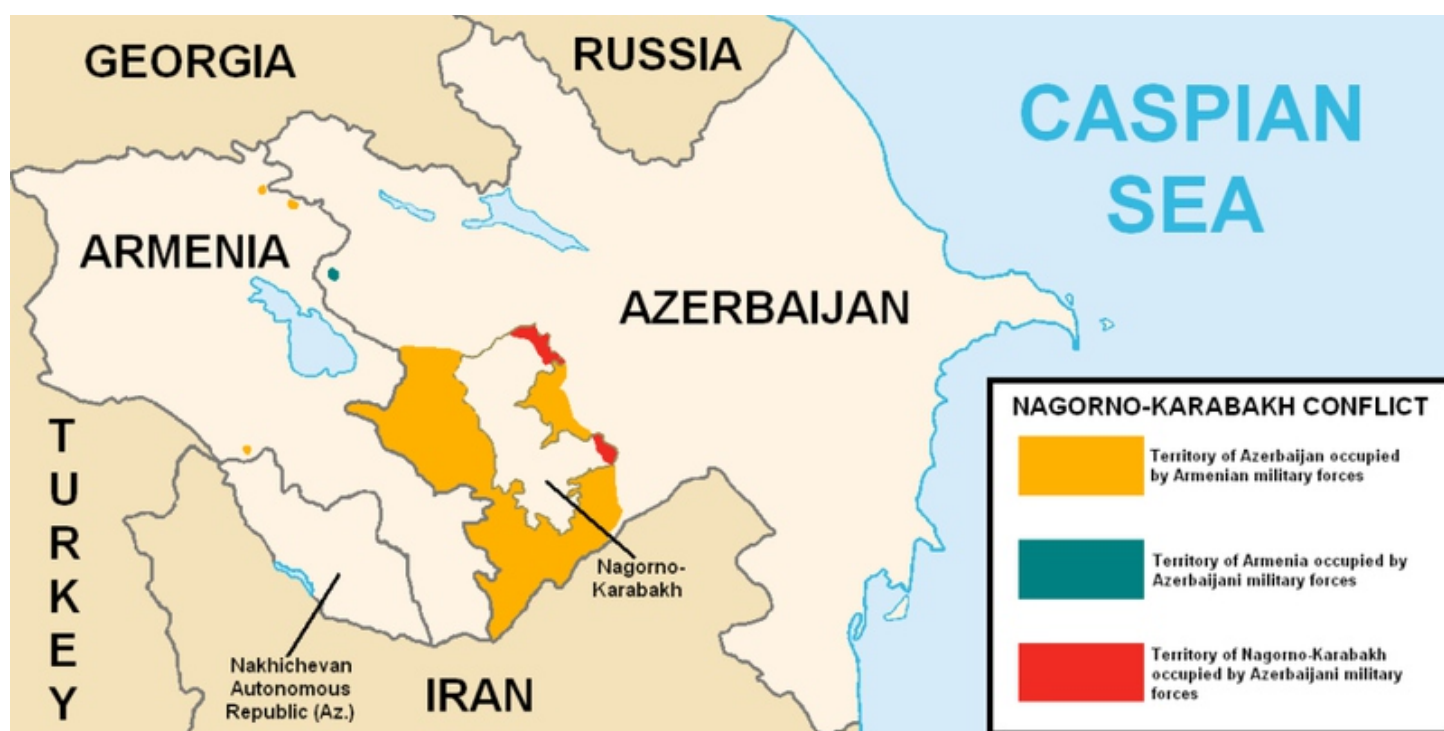 GEORGIA
RUSSIA
CASPIAN
SEA
ARMENIA
AZERBAIJAN
T
U
R
K
E
Y
Nagorno-
Karabakh
Nakhichevan
Autonomous
Republic (Az.)
IRAN
NAGORNO-KARABAKH CONFLICT
Territory of Azerbaijan occupied
by Armenian military forces
Territory of Armenia occupied by
Azerbaijani military forces
Territory of Nagorno-Karabakh
occupied by Azerbaijani military
forces